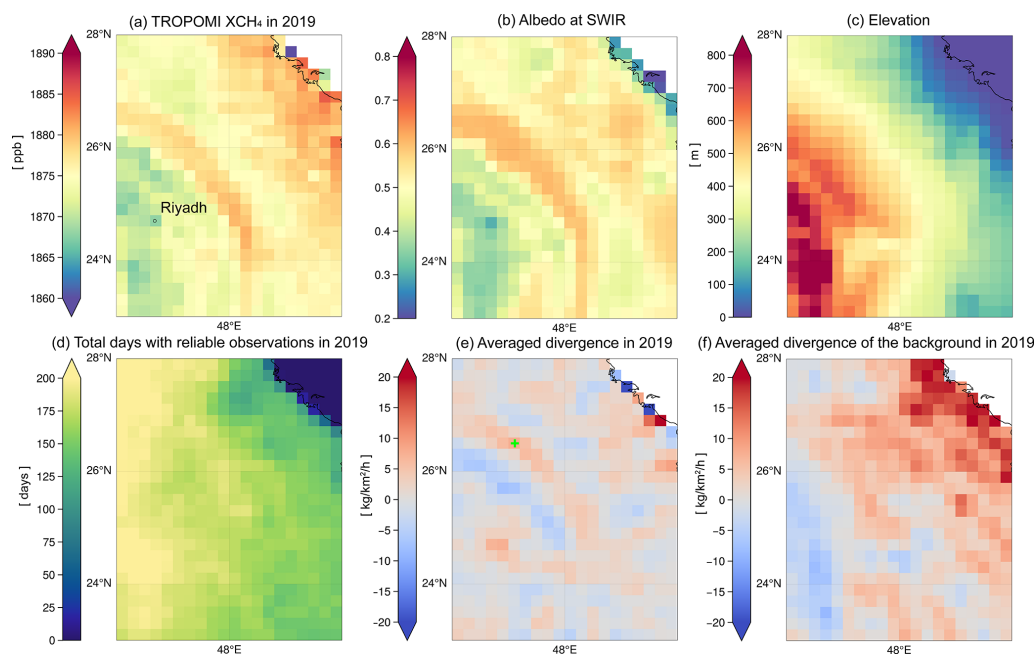 (a) TROPOMI XCH₄ in 2019
(b) Albedo at SWIR
(c) Elevation
28°N
26°N
24°N
48°E
Riyadh
1890
1885
1880
1875
1870
1865
1860
[ ppb ]
28°N
26°N
24°N
48°E
0.8
0.7
0.6
0.5
0.4
0.3
0.2
28°N
26°N
24°N
48°E
800
700
600
500
400
300
200
100
0
[ m ]
(d) Total days with reliable observations in 2019
(e) Averaged divergence in 2019
(f) Averaged divergence of the background in 2019
28°N
26°N
24°N
48°E
200
175
150
125
100
75
50
25
0
[ days ]
28°N
26°N
24°N
48°E
20
15
10
5
0
−5
−10
−15
−20
[ kg/km²/h ]
28°N
26°N
24°N
48°E
20
15
10
5
0
−5
−10
−15
−20
[ kg/km²/h ]